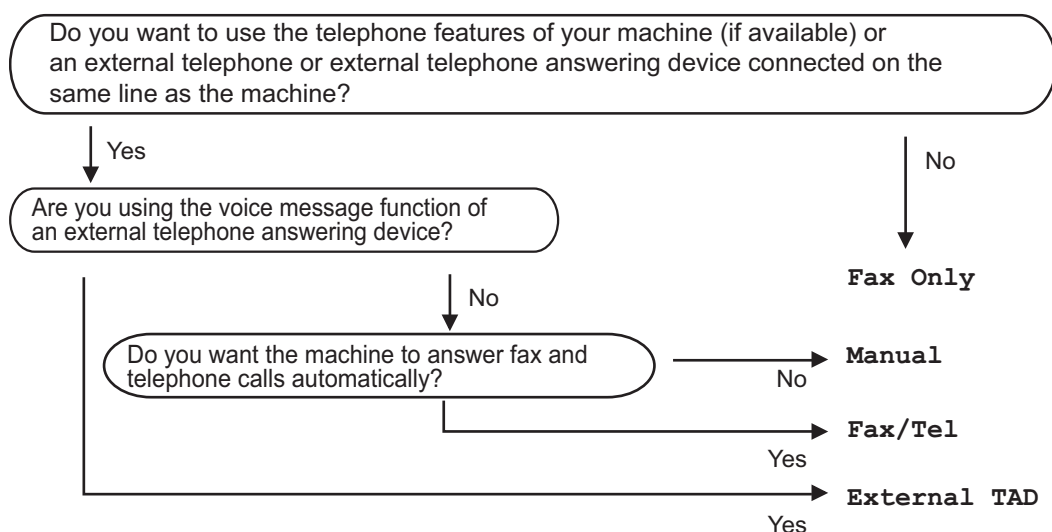 Do you want to use the telephone features of your machine (if available) or
an external telephone or external telephone answering device connected on the
same line as the machine?
Yes
No
Are you using the voice message function of
an external telephone answering device?
Fax Only
No
Do you want the machine to answer fax and
telephone calls automatically?
Manual
No
Fax/Tel
Yes
External TAD
Yes